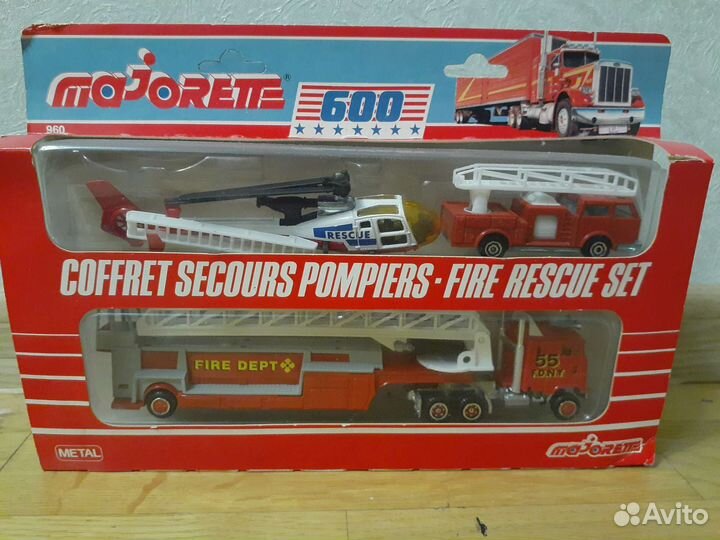 MAJORETTE®
600
960
RESCUE
COFFRET SECOURS POMPIERS - FIRE RESCUE SET
FIRE DEPT
55
F.D.N.Y.
METAL
MAJORETTE
Avito